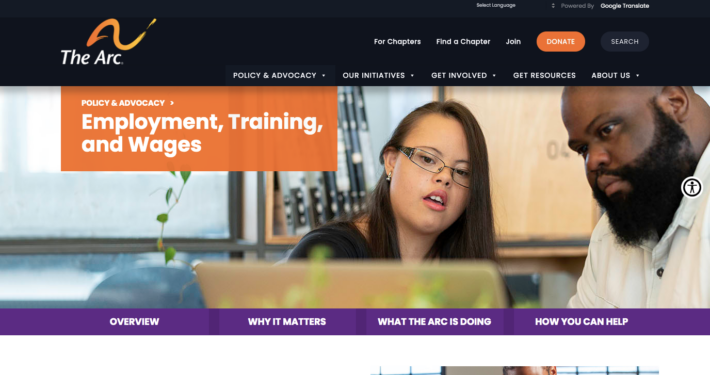 Select Language
Powered By Google Translate
The Arc.
For Chapters
Find a Chapter
Join
DONATE
SEARCH
POLICY & ADVOCACY
OUR INITIATIVES
GET INVOLVED
GET RESOURCES
ABOUT US
POLICY & ADVOCACY
Employment, Training,
and Wages
04
OVERVIEW
WHY IT MATTERS
WHAT THE ARC IS DOING
HOW YOU CAN HELP